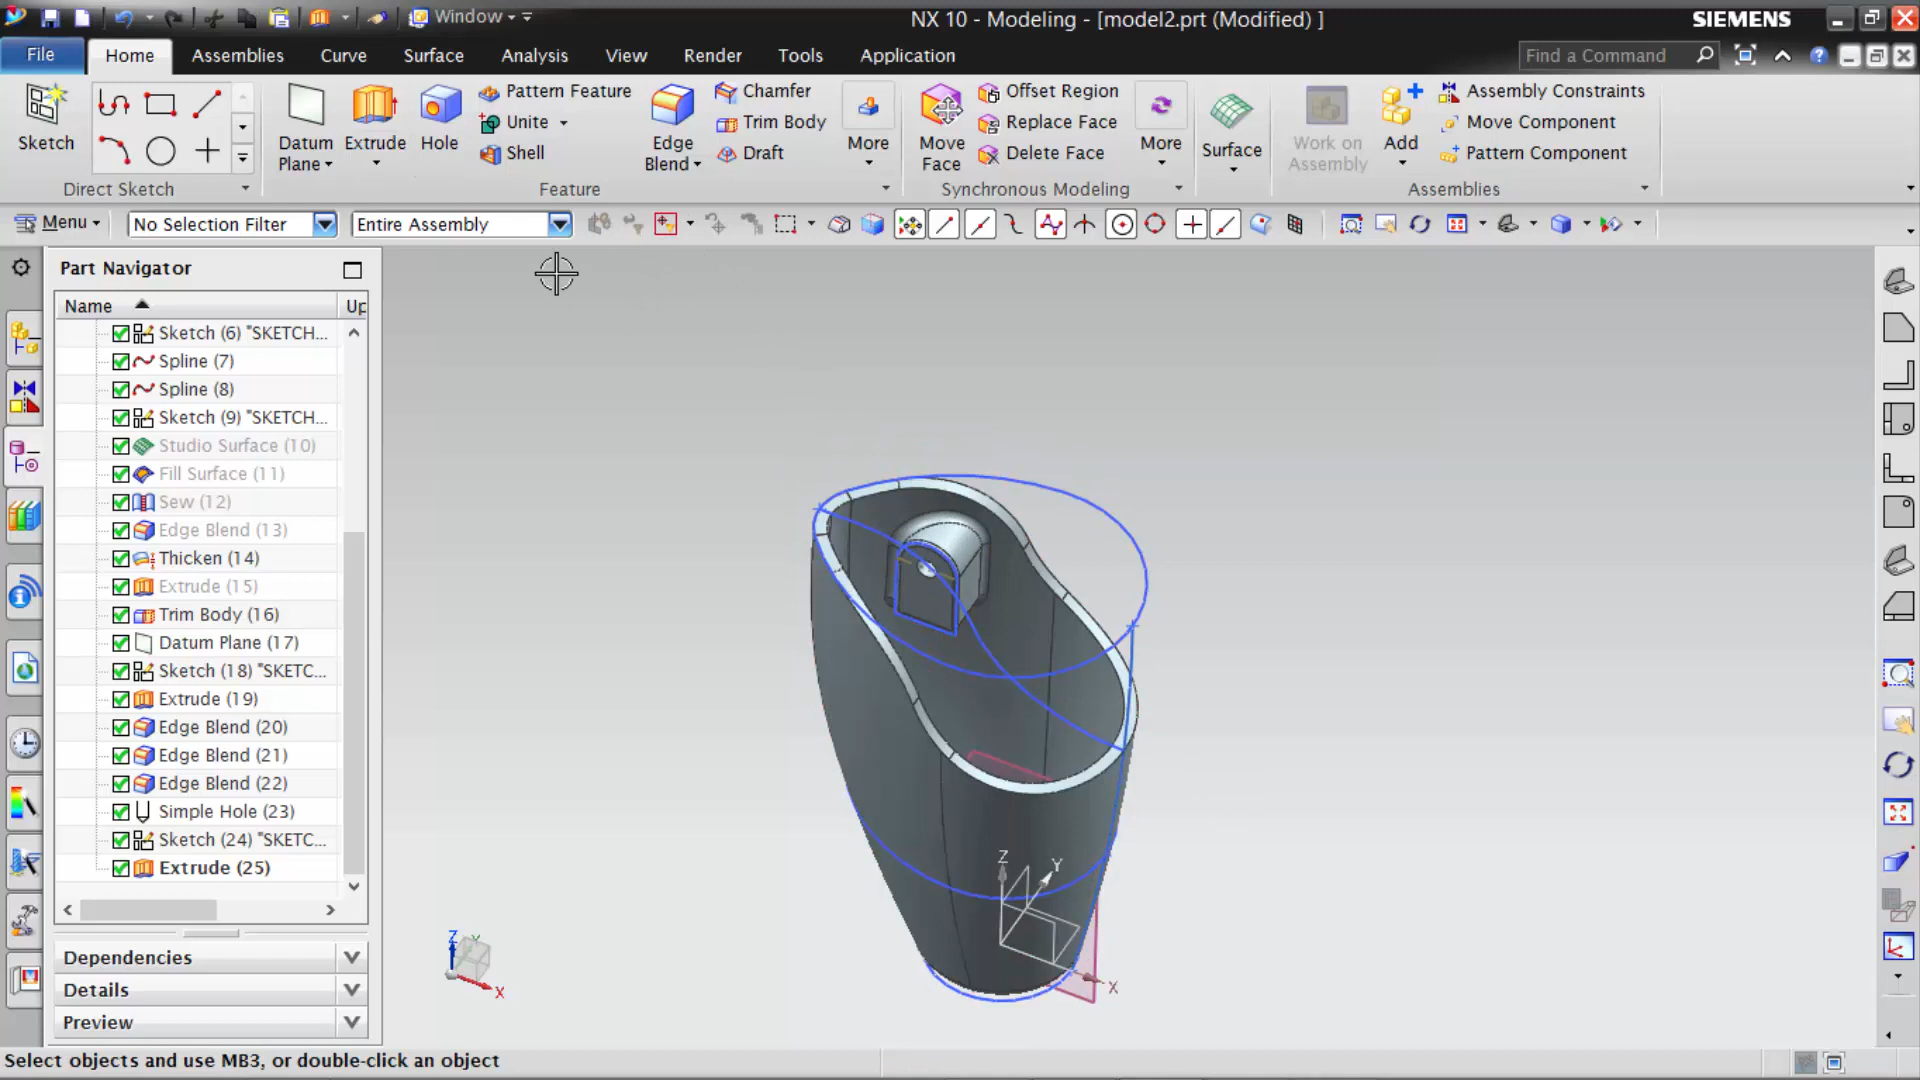 Window
NX 10 - Modeling - [model2.prt (Modified) ]
SIEMENS
File
Home
Assemblies
Curve
Surface
Analysis
View
Render
Tools
Application
Find a Command
Sketch
Direct Sketch
Datum Plane
Extrude
Hole
Pattern Feature
Unite
Shell
Edge Blend
Chamfer
Trim Body
Draft
More
Feature
Move Face
Offset Region
Replace Face
Delete Face
More
Synchronous Modeling
Surface
Work on Assembly
Add
Assembly Constraints
Move Component
Pattern Component
Assemblies
Menu
No Selection Filter
Entire Assembly
Part Navigator
Name
Up
Sketch (6) "SKETCH...
Spline (7)
Spline (8)
Sketch (9) "SKETCH...
Studio Surface (10)
Fill Surface (11)
Sew (12)
Edge Blend (13)
Thicken (14)
Extrude (15)
Trim Body (16)
Datum Plane (17)
Sketch (18) "SKETC...
Extrude (19)
Edge Blend (20)
Edge Blend (21)
Edge Blend (22)
Simple Hole (23)
Sketch (24) "SKETC...
Extrude (25)
Dependencies
Details
Preview
Z
Y
X
Z
Y
X
Select objects and use MB3, or double-click an object